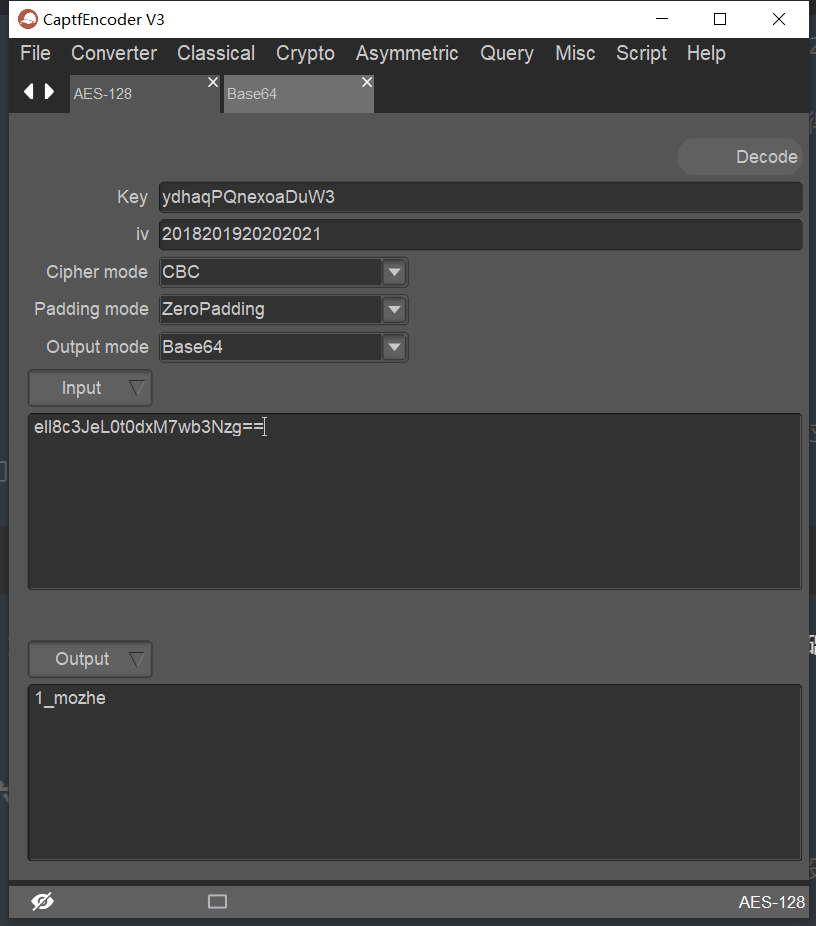 CaptfEncoder V3
File Converter Classical Crypto Asymmetric Query Misc Script Help
AES-128 Base64
Decode
Key ydhaqPQnexoaDuW3
iv 2018201920202021
Cipher mode CBC
Padding mode ZeroPadding
Output mode Base64
Input
ell8c3JeL0t0dxM7wb3Nzg==
Output
1_mozhe
AES-128